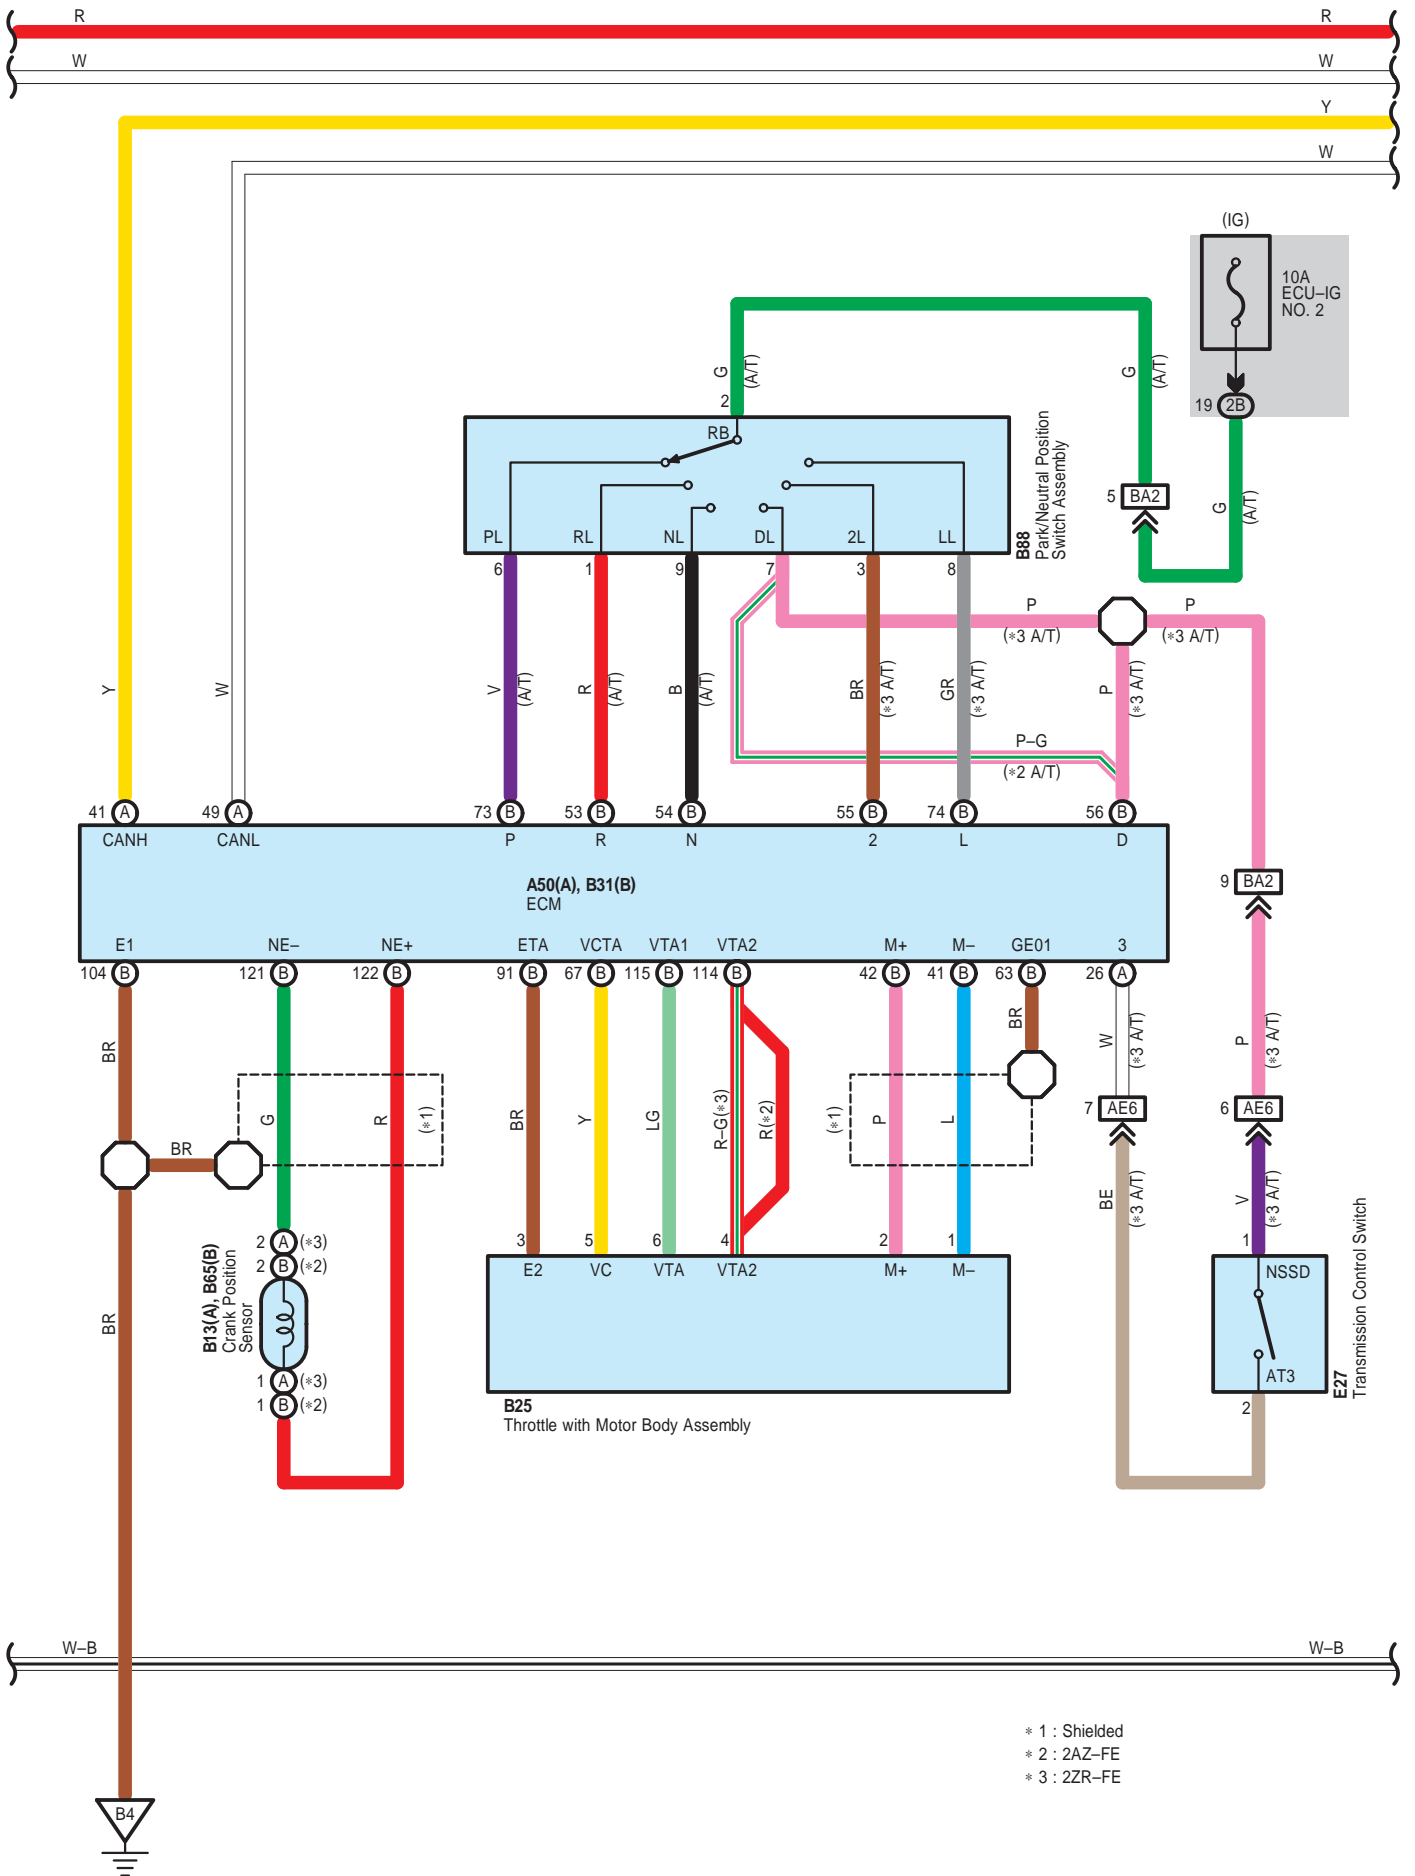 R R
W W
Y
W
(IG)
10A
ECU–IG
NO. 2
19 2B
G (A/T)
G (A/T)
G (A/T)
2
RB
5 BA2
PL RL NL DL 2L LL
B88
Park/Neutral Position
Switch Assembly
6 1 9 7 3 8
P P
(*3 A/T) (*3 A/T)
Y
W
V (A/T)
R (A/T)
B (A/T)
BR (*3 A/T)
GR (*3 A/T)
P (*3 A/T)
P–G
(*2 A/T)
41 A 49 A 73 B 53 B 54 B 55 B 74 B 56 B
CANH CANL P R N 2 L D
A50(A), B31(B)
ECM
9 BA2
E1 NE– NE+ ETA VCTA VTA1 VTA2 M+ M– GE01 3
104 B 121 B 122 B 91 B 67 B 115 B 114 B 42 B 41 B 63 B 26 A
BR
BR
W (*3 A/T)
P (*3 A/T)
G
R
(*1)
BR
Y
LG
R–G(*3)
R(*2)
(*1)
P
L
7 AE6 6 AE6
BR
BE (*3 A/T)
V (*3 A/T)
2 A (*3)
2 B (*2)
3 5 6 4 2 1 1
E2 VC VTA VTA2 M+ M– NSSD
B13(A), B65(B)
Crank Position
Sensor
BR
1 A (*3)
1 B (*2)
AT3
2
E27
Transmission Control Switch
B25
Throttle with Motor Body Assembly
W–B W–B
* 1 : Shielded
* 2 : 2AZ–FE
* 3 : 2ZR–FE
B4